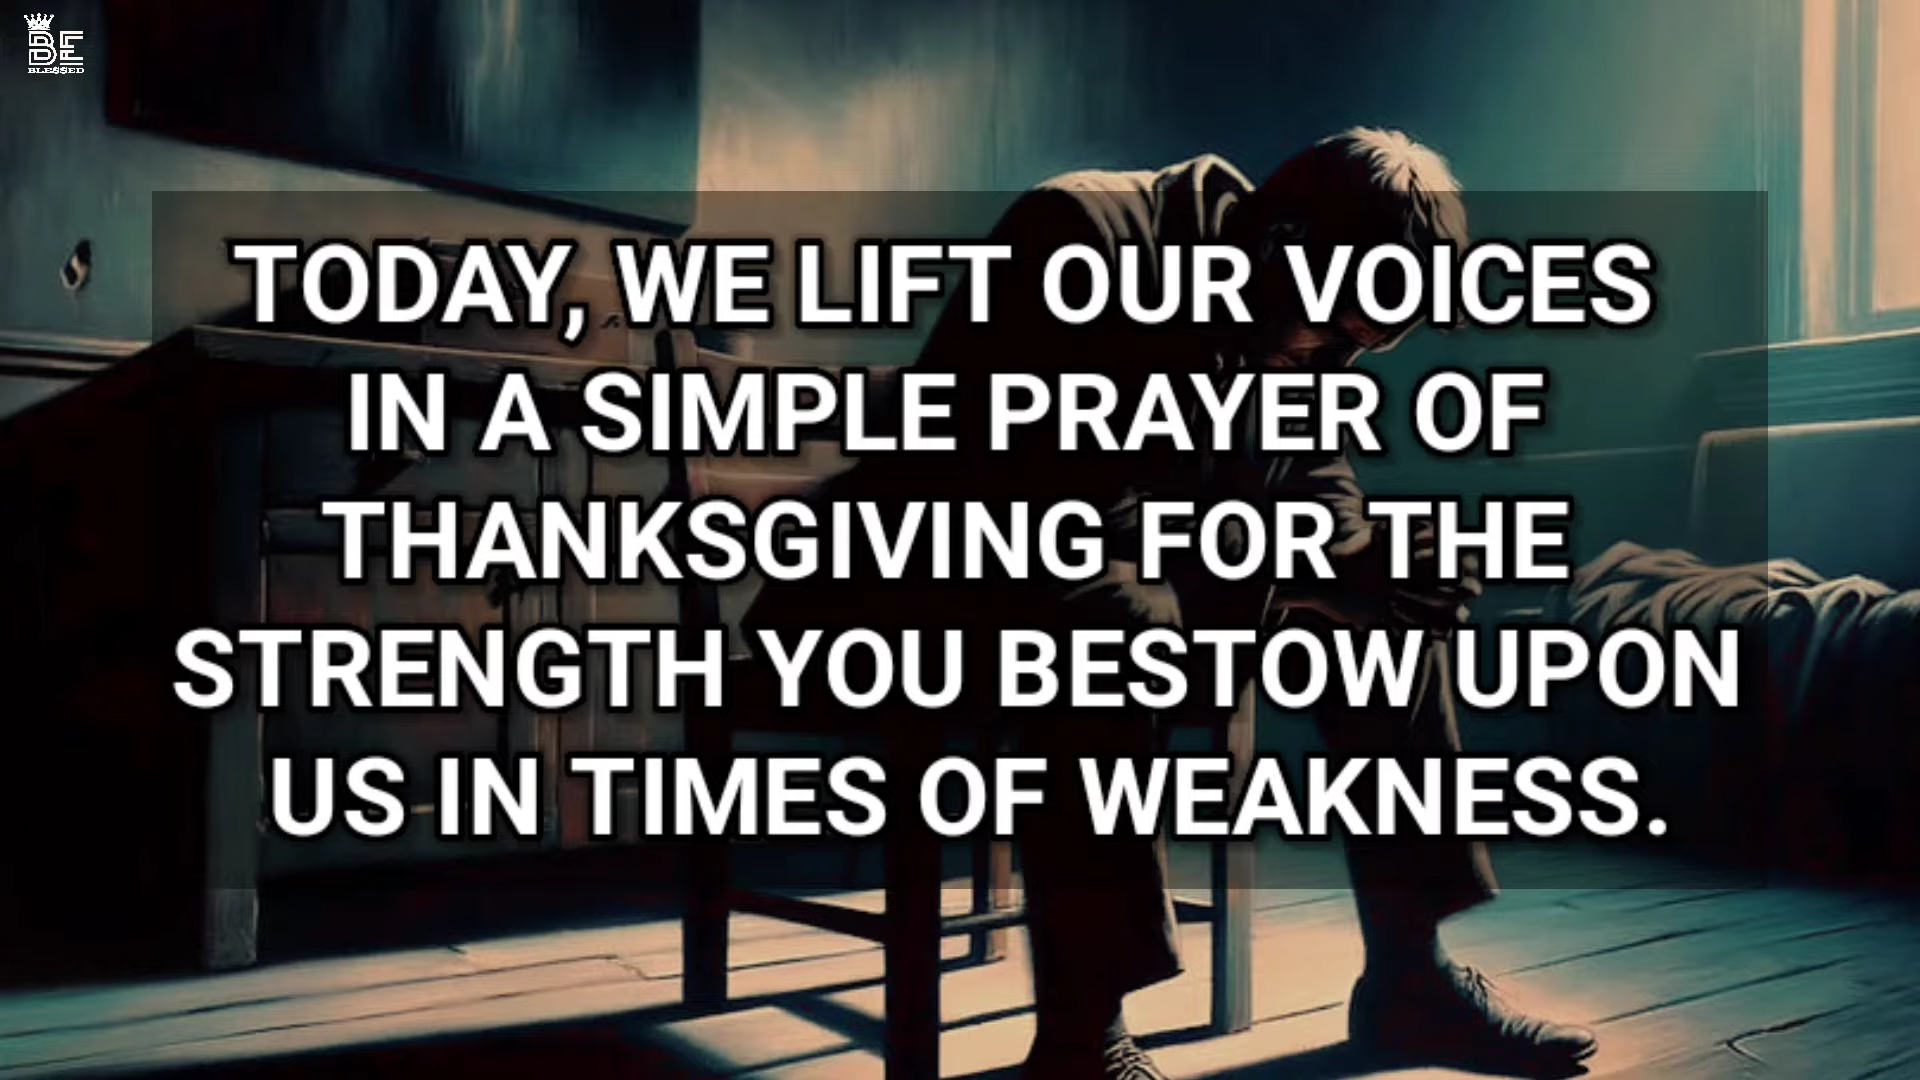 BE
BLESSED
TODAY, WE LIFT OUR VOICES
IN A SIMPLE PRAYER OF
THANKSGIVING FOR THE
STRENGTH YOU BESTOW UPON
US IN TIMES OF WEAKNESS.